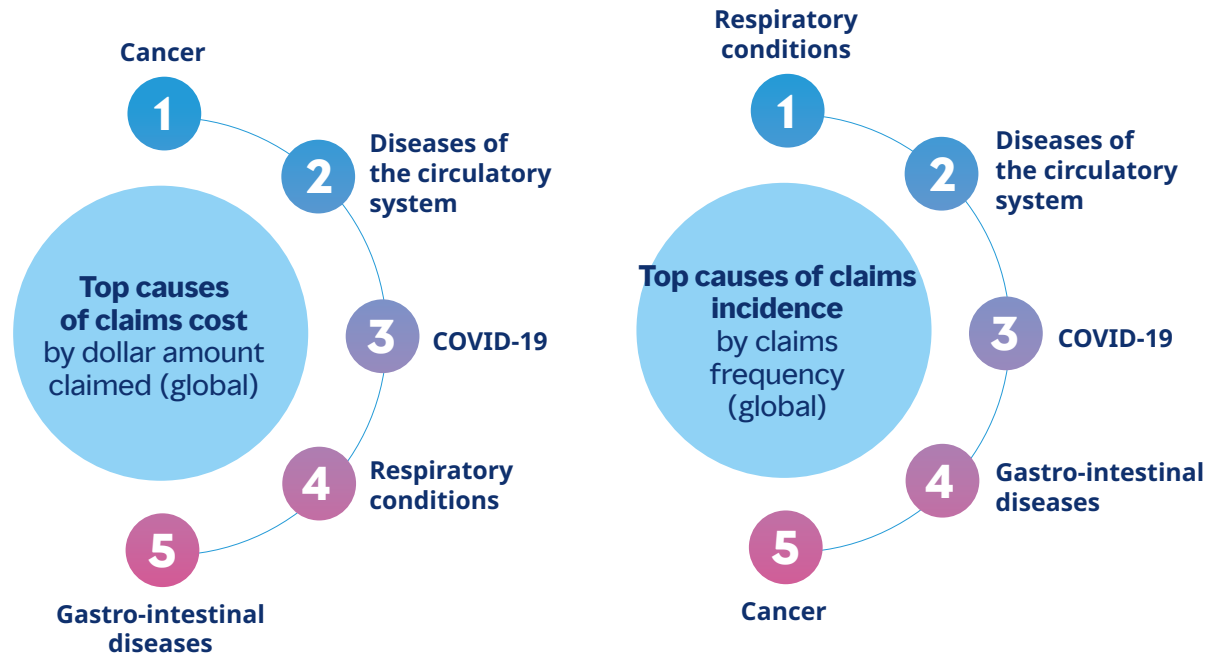 Cancer
1
2
Diseases of
the circulatory
system
Top causes
of claims cost
by dollar amount
claimed (global)
3
COVID-19
4
Respiratory
conditions
5
Gastro-intestinal
diseases
Respiratory
conditions
1
2
Diseases of
the circulatory
system
Top causes of claims
incidence
by claims
frequency
(global)
3
COVID-19
4
Gastro-intestinal
diseases
5
Cancer